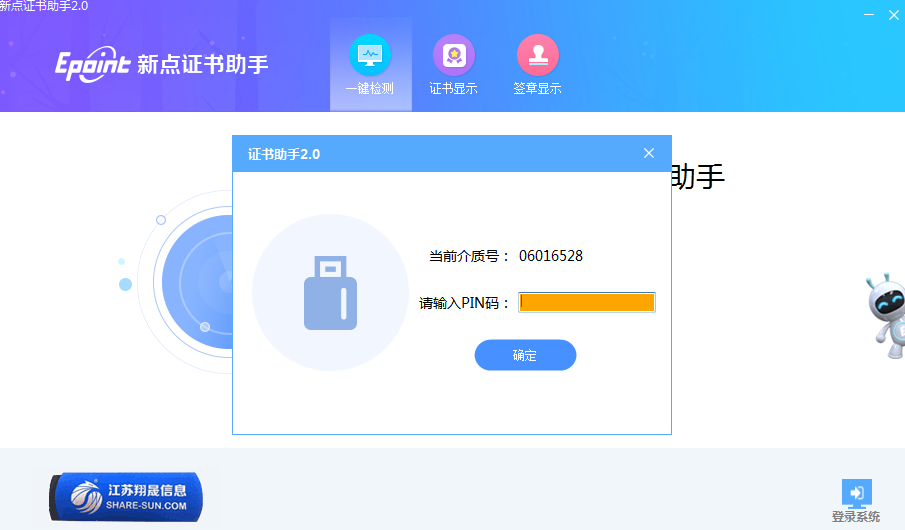 新点证书助手2.0
Epoint 新点证书助手
一键检测
证书显示
签章显示
证书助手2.0
助手
当前介质号： 06016528
请输入PIN码：
确定
江苏翔晟信息
SHARE-SUN.COM
登录系统